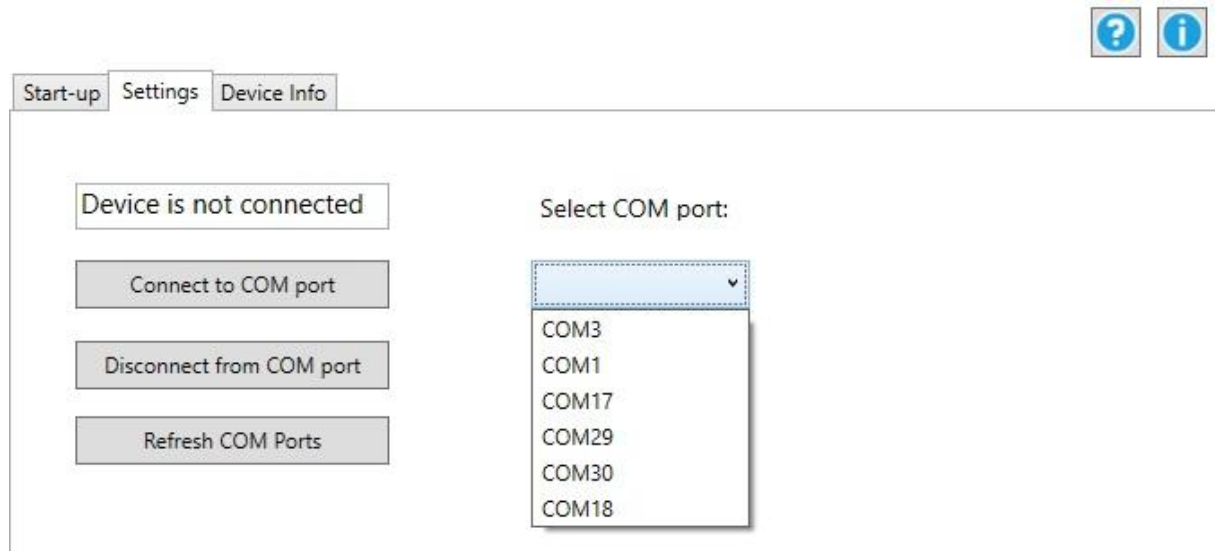 Start-up
Settings
Device Info
Device is not connected
Select COM port:
Connect to COM port
Disconnect from COM port
Refresh COM Ports
COM3
COM1
COM17
COM29
COM30
COM18